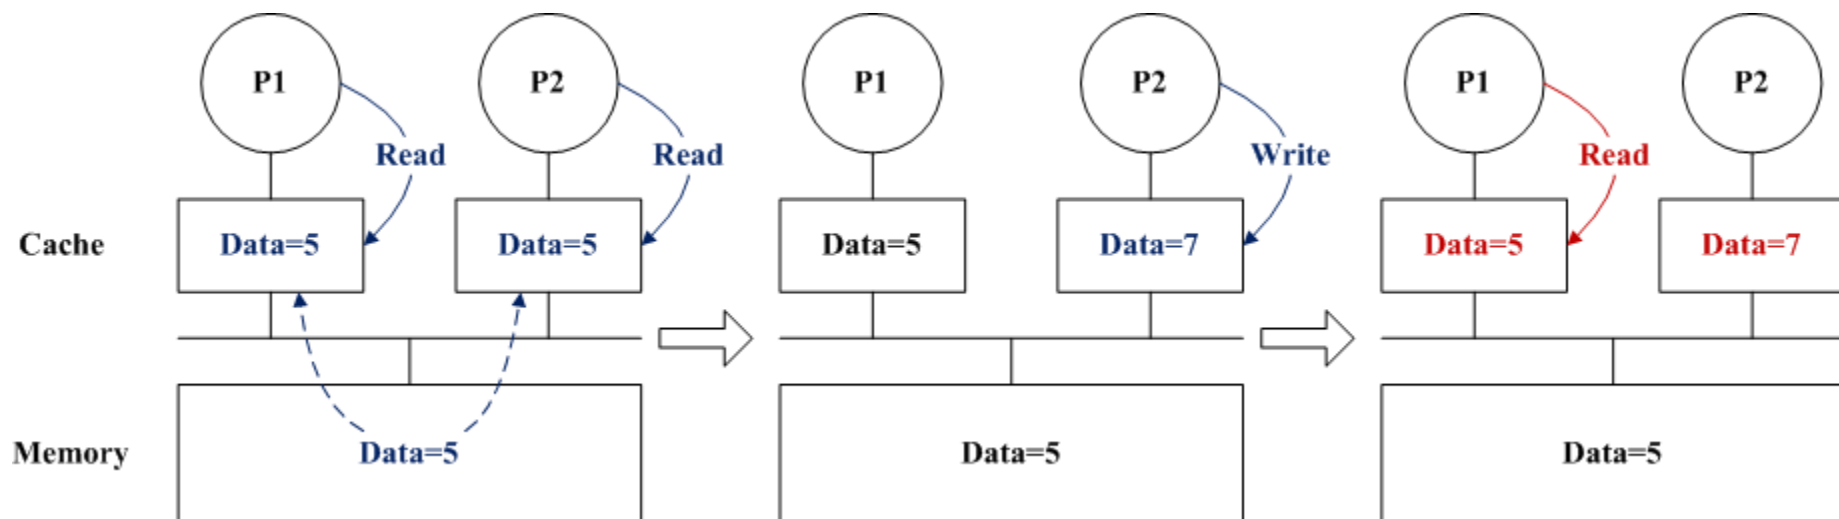 P1 P2 P1 P2 P1 P2
Read Read Write Read
Cache Data=5 Data=5 Data=5 Data=7 Data=5 Data=7
Memory Data=5 Data=5 Data=5